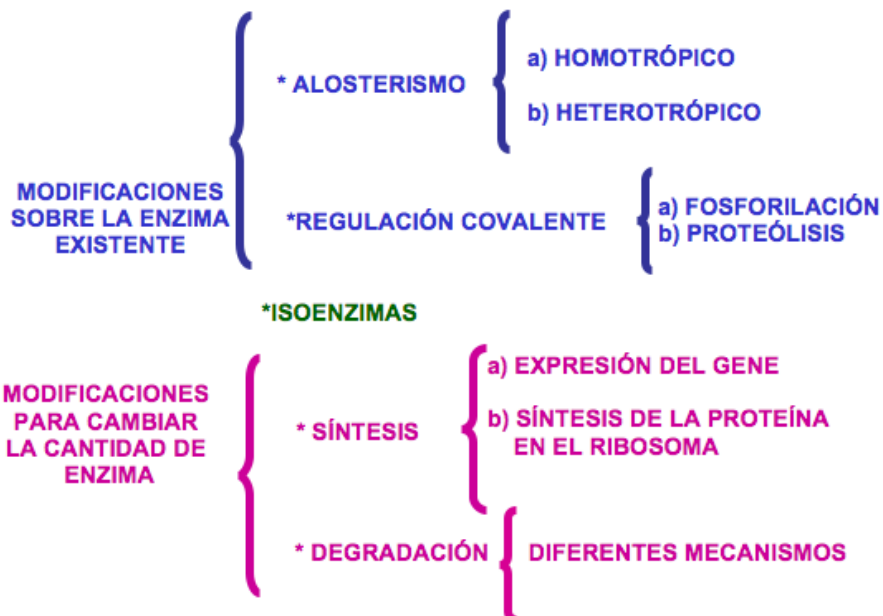 a) HOMOTRÓPICO
* ALOSTERISMO
b) HETEROTRÓPICO
MODIFICACIONES
SOBRE LA ENZIMA
EXISTENTE
*REGULACIÓN COVALENTE
a) FOSFORILACIÓN
b) PROTEÓLISIS
*ISOENZIMAS
MODIFICACIONES
PARA CAMBIAR
LA CANTIDAD DE
ENZIMA
* SÍNTESIS
a) EXPRESIÓN DEL GENE
b) SÍNTESIS DE LA PROTEÍNA
EN EL RIBOSOMA
* DEGRADACIÓN
DIFERENTES MECANISMOS